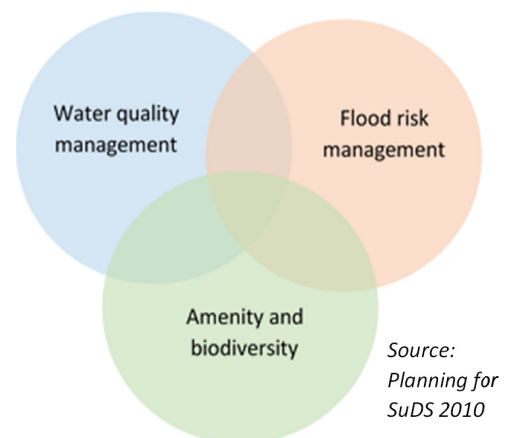 Water quality
management
Flood risk
management
Amenity and
biodiversity
Source:
Planning for
SuDS 2010